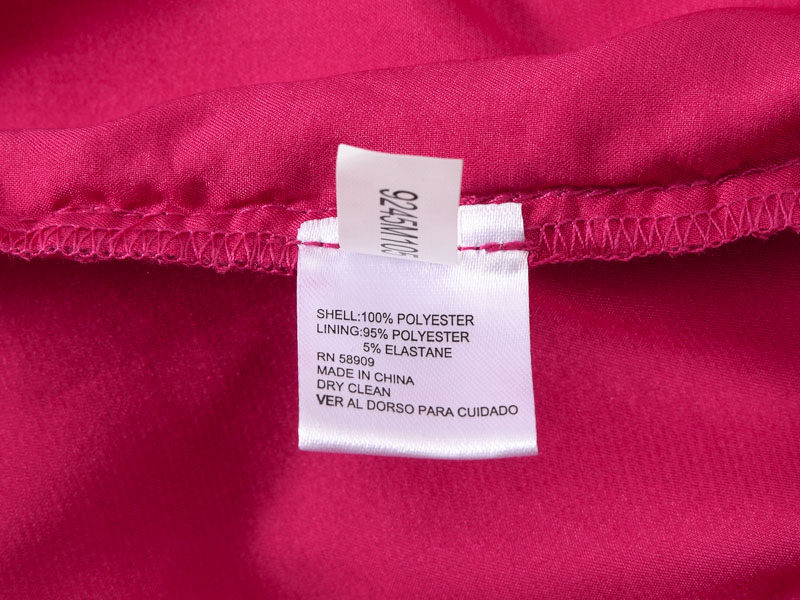 9245M105
SHELL:100% POLYESTER
LINING:95% POLYESTER
5% ELASTANE
RN 58909
MADE IN CHINA
DRY CLEAN
VER AL DORSO PARA CUIDADO